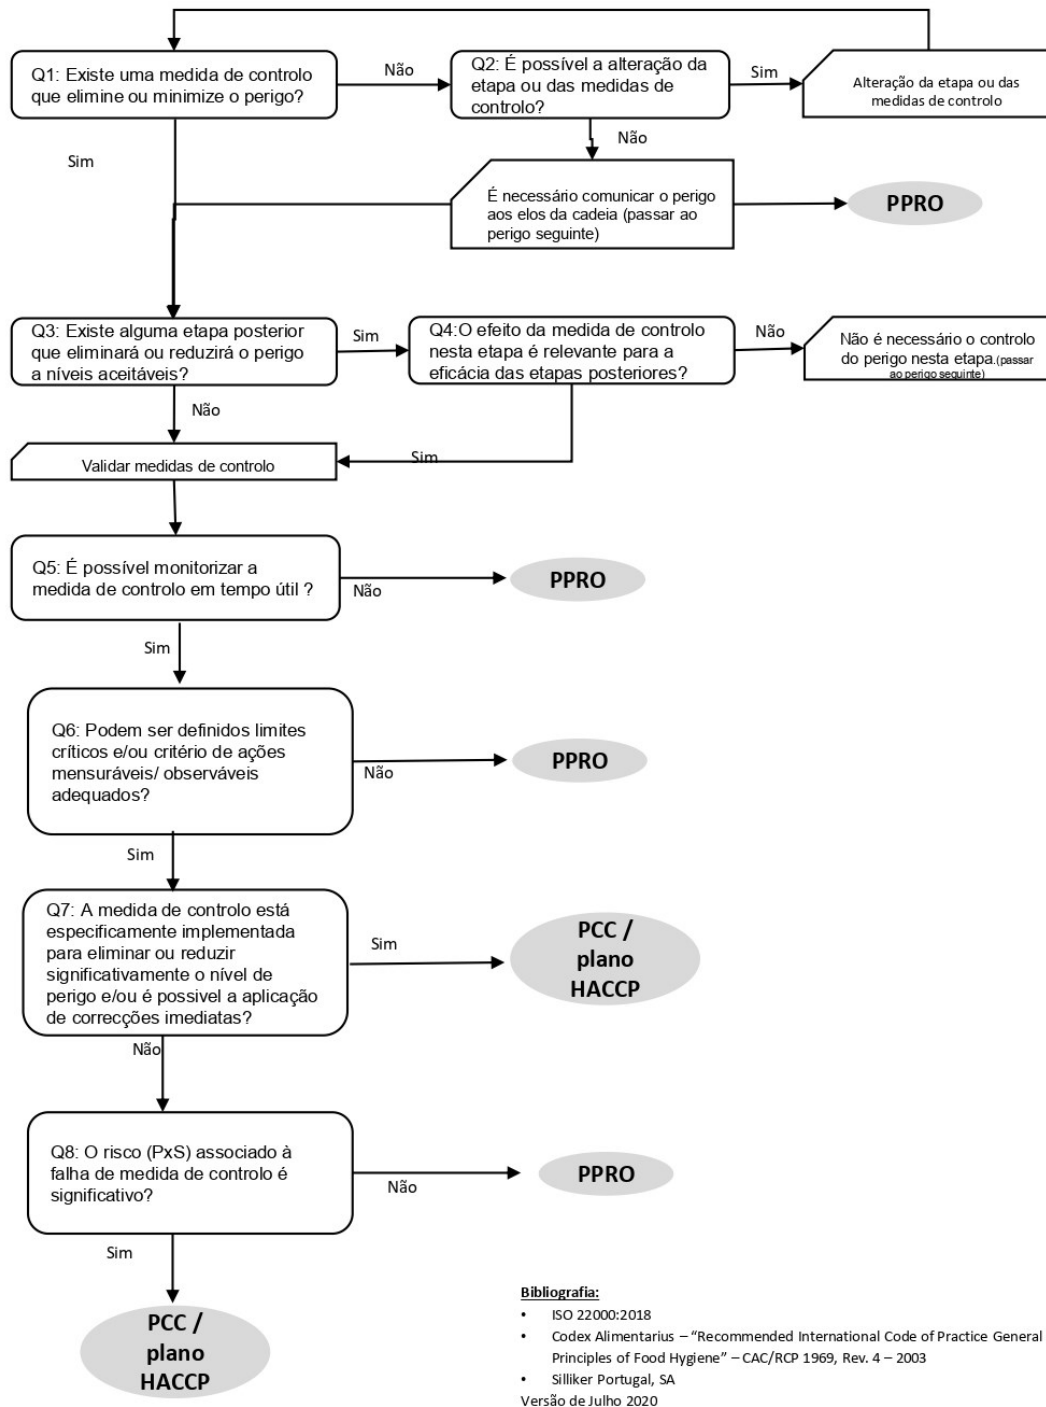 Q1: Existe uma medida de controlo
que elimine ou minimize o perigo?
Não
Q2: É possível a alteração da
etapa ou das medidas de
controlo?
Sim
Alteração da etapa ou das
medidas de controlo
Sim
Não
É necessário comunicar o perigo
aos elos da cadeia (passar ao
perigo seguinte)
PPRO
Q3: Existe alguma etapa posterior
que eliminará ou reduzirá o perigo
a níveis aceitáveis?
Sim
Q4:O efeito da medida de controlo
nesta etapa é relevante para a
eficácia das etapas posteriores?
Não
Não é necessário o controlo
do perigo nesta etapa.(passar
ao perigo seguinte)
Não
Validar medidas de controlo
Sim
Q5: É possível monitorizar a
medida de controlo em tempo útil ?
Não
PPRO
Sim
Q6: Podem ser definidos limites
críticos e/ou critério de ações
mensuráveis/ observáveis
adequados?
Não
PPRO
Sim
Q7: A medida de controlo está
especificamente implementada
para eliminar ou reduzir
significativamente o nível de
perigo e/ou é possivel a aplicação
de correcções imediatas?
Sim
PCC /
plano
HACCP
Não
Q8: O risco (PxS) associado à
falha de medida de controlo é
significativo?
Não
PPRO
Sim
PCC /
plano
HACCP
Bibliografia:
• ISO 22000:2018
• Codex Alimentarius – “Recommended International Code of Practice General
Principles of Food Hygiene” – CAC/RCP 1969, Rev. 4 – 2003
• Silliker Portugal, SA
Versão de Julho 2020